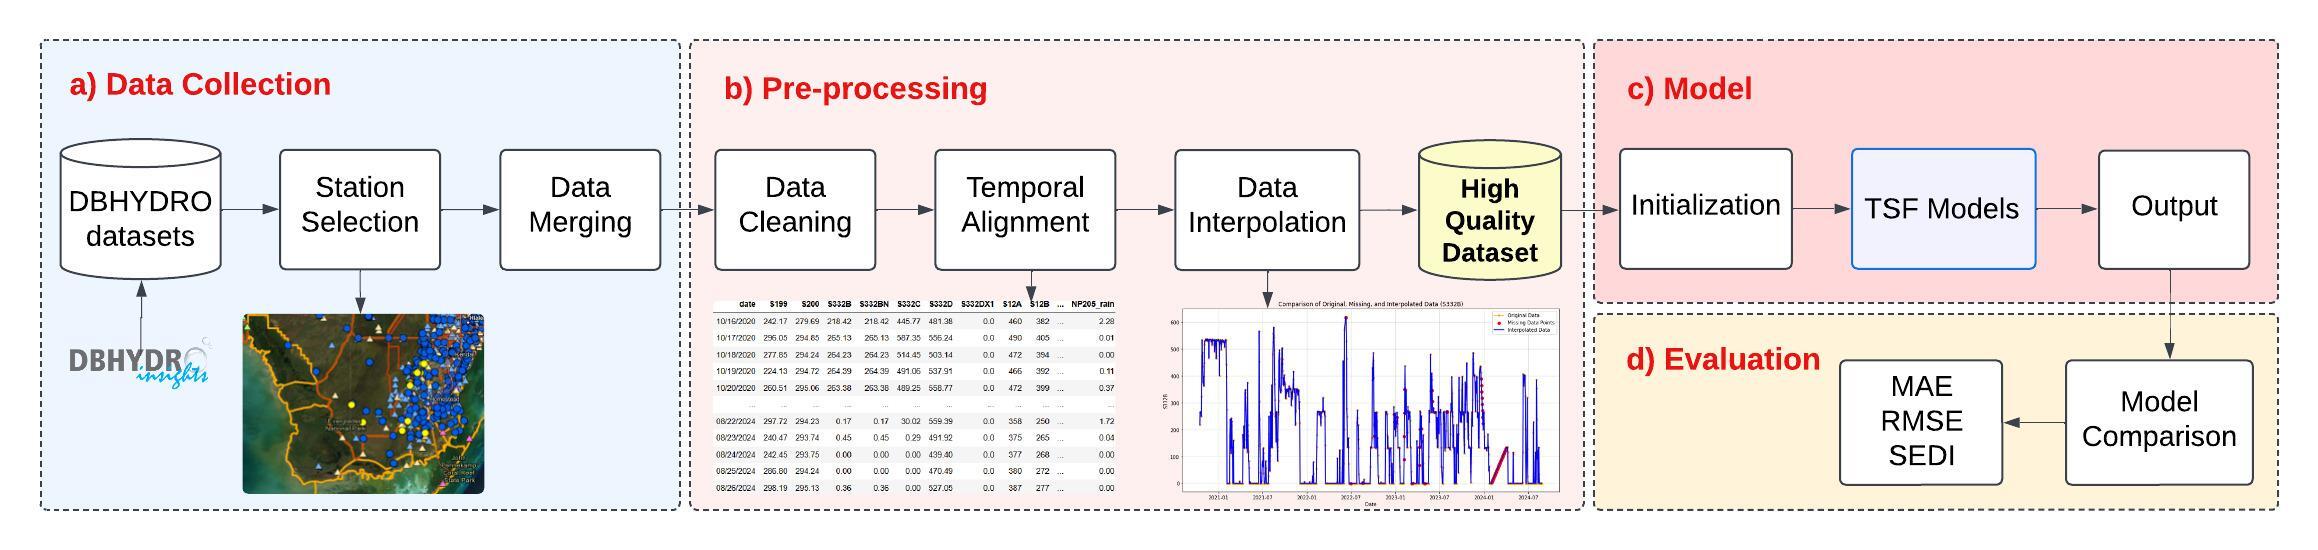 a) Data Collection
DBHYDRO
datasets
Station
Selection
Data
Merging
DBHYDRO
insights
b) Pre-processing
Data
Cleaning
Temporal
Alignment
Data
Interpolation
High
Quality
Dataset
date S199 S200 S332B S332BN S332C S332D S332DX1 S12A S12B ... NP205_rain
10/16/2020 242.17 279.69 218.42 218.42 445.77 481.38 0.0 460 382 ... 2.28
10/17/2020 296.05 294.85 265.13 265.13 587.35 556.24 0.0 490 405 ... 0.01
10/18/2020 277.85 294.24 264.23 264.23 514.45 503.14 0.0 472 394 ... 0.00
10/19/2020 224.13 294.72 264.39 264.39 491.06 537.91 0.0 466 392 ... 0.11
10/20/2020 260.51 295.06 263.38 263.38 489.25 558.77 0.0 472 399 ... 0.37
... ... ... ... ... ... ... ... ... ... ... ...
08/22/2024 297.72 294.23 0.17 0.17 30.02 559.39 0.0 358 250 ... 1.72
08/23/2024 240.47 293.74 0.45 0.45 0.29 491.92 0.0 375 265 ... 0.04
08/24/2024 242.45 293.75 0.00 0.00 0.00 439.40 0.0 377 268 ... 0.00
08/25/2024 286.80 294.24 0.00 0.00 0.00 470.49 0.0 380 272 ... 0.00
08/26/2024 298.19 295.13 0.36 0.36 0.00 527.05 0.0 387 277 ... 0.00
Comparison of Original, Missing, and Interpolated Data (S332B)
Original Data
Missing Data Points
Interpolated Data
600
500
400
300
200
100
0
S332B
2021-01 2021-07 2022-01 2022-07 2023-01 2023-07 2024-01 2024-07
Date
c) Model
Initialization
TSF Models
Output
d) Evaluation
MAE
RMSE
SEDI
Model
Comparison